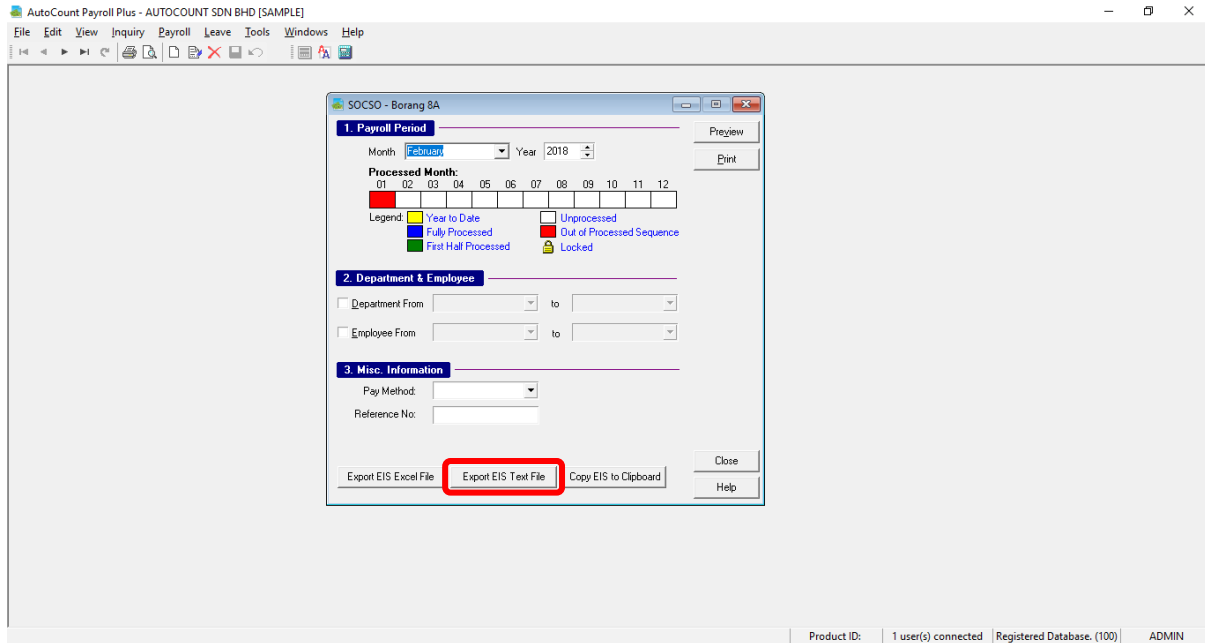 AutoCount Payroll Plus - AUTOCOUNT SDN BHD [SAMPLE]
File Edit View Inquiry Payroll Leave Tools Windows Help
SOCSO - Borang 8A
1. Payroll Period
Preview
Month February Year 2018
Print
Processed Month:
01 02 03 04 05 06 07 08 09 10 11 12
Legend: Year to Date Unprocessed
Fully Processed Out of Processed Sequence
First Half Processed Locked
2. Department & Employee
Department From to
Employee From to
3. Misc. Information
Pay Method:
Reference No:
Close
Export EIS Excel File Export EIS Text File Copy EIS to Clipboard
Help
Product ID: 1 user(s) connected Registered Database. (100) ADMIN